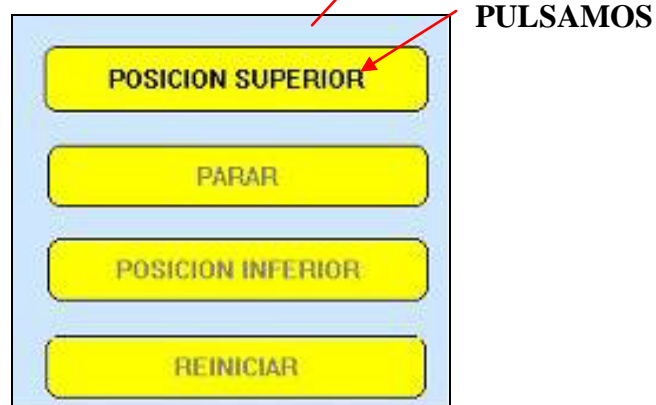 PULSAMOS
POSICION SUPERIOR
PARAR
POSICION INFERIOR
REINICIAR